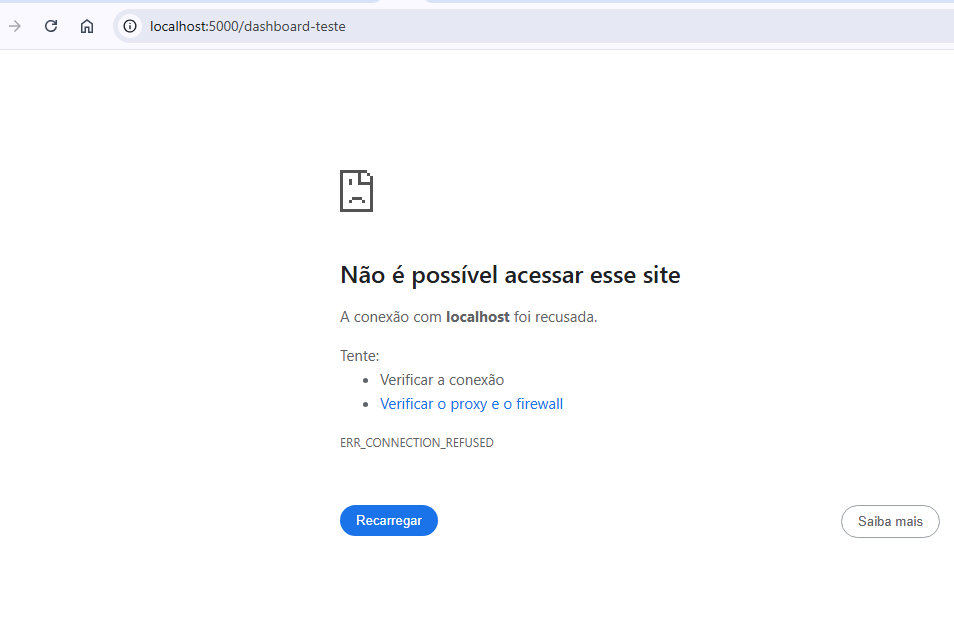 localhost:5000/dashboard-teste
Não é possível acessar esse site
A conexão com localhost foi recusada.
Tente:
Verificar a conexão
Verificar o proxy e o firewall
ERR_CONNECTION_REFUSED
Recarregar
Saiba mais